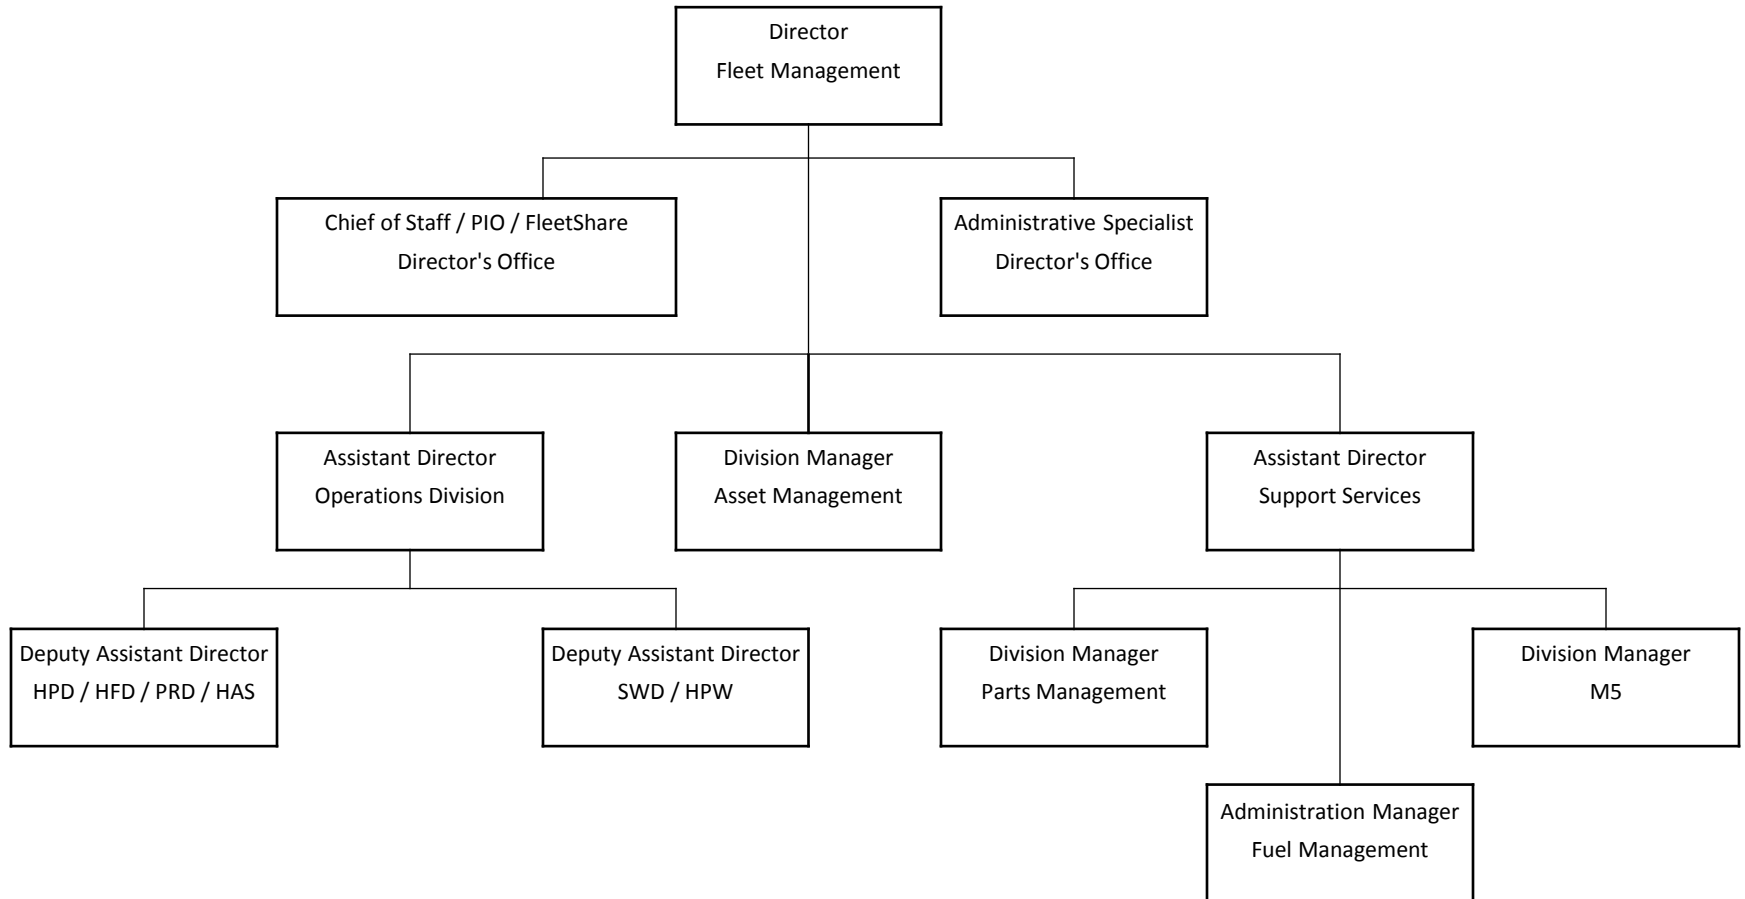 Director
Fleet Management
Chief of Staff / PIO / FleetShare
Director's Office
Administrative Specialist
Director's Office
Assistant Director
Operations Division
Division Manager
Asset Management
Assistant Director
Support Services
Deputy Assistant Director
HPD / HFD / PRD / HAS
Deputy Assistant Director
SWD / HPW
Division Manager
Parts Management
Division Manager
M5
Administration Manager
Fuel Management